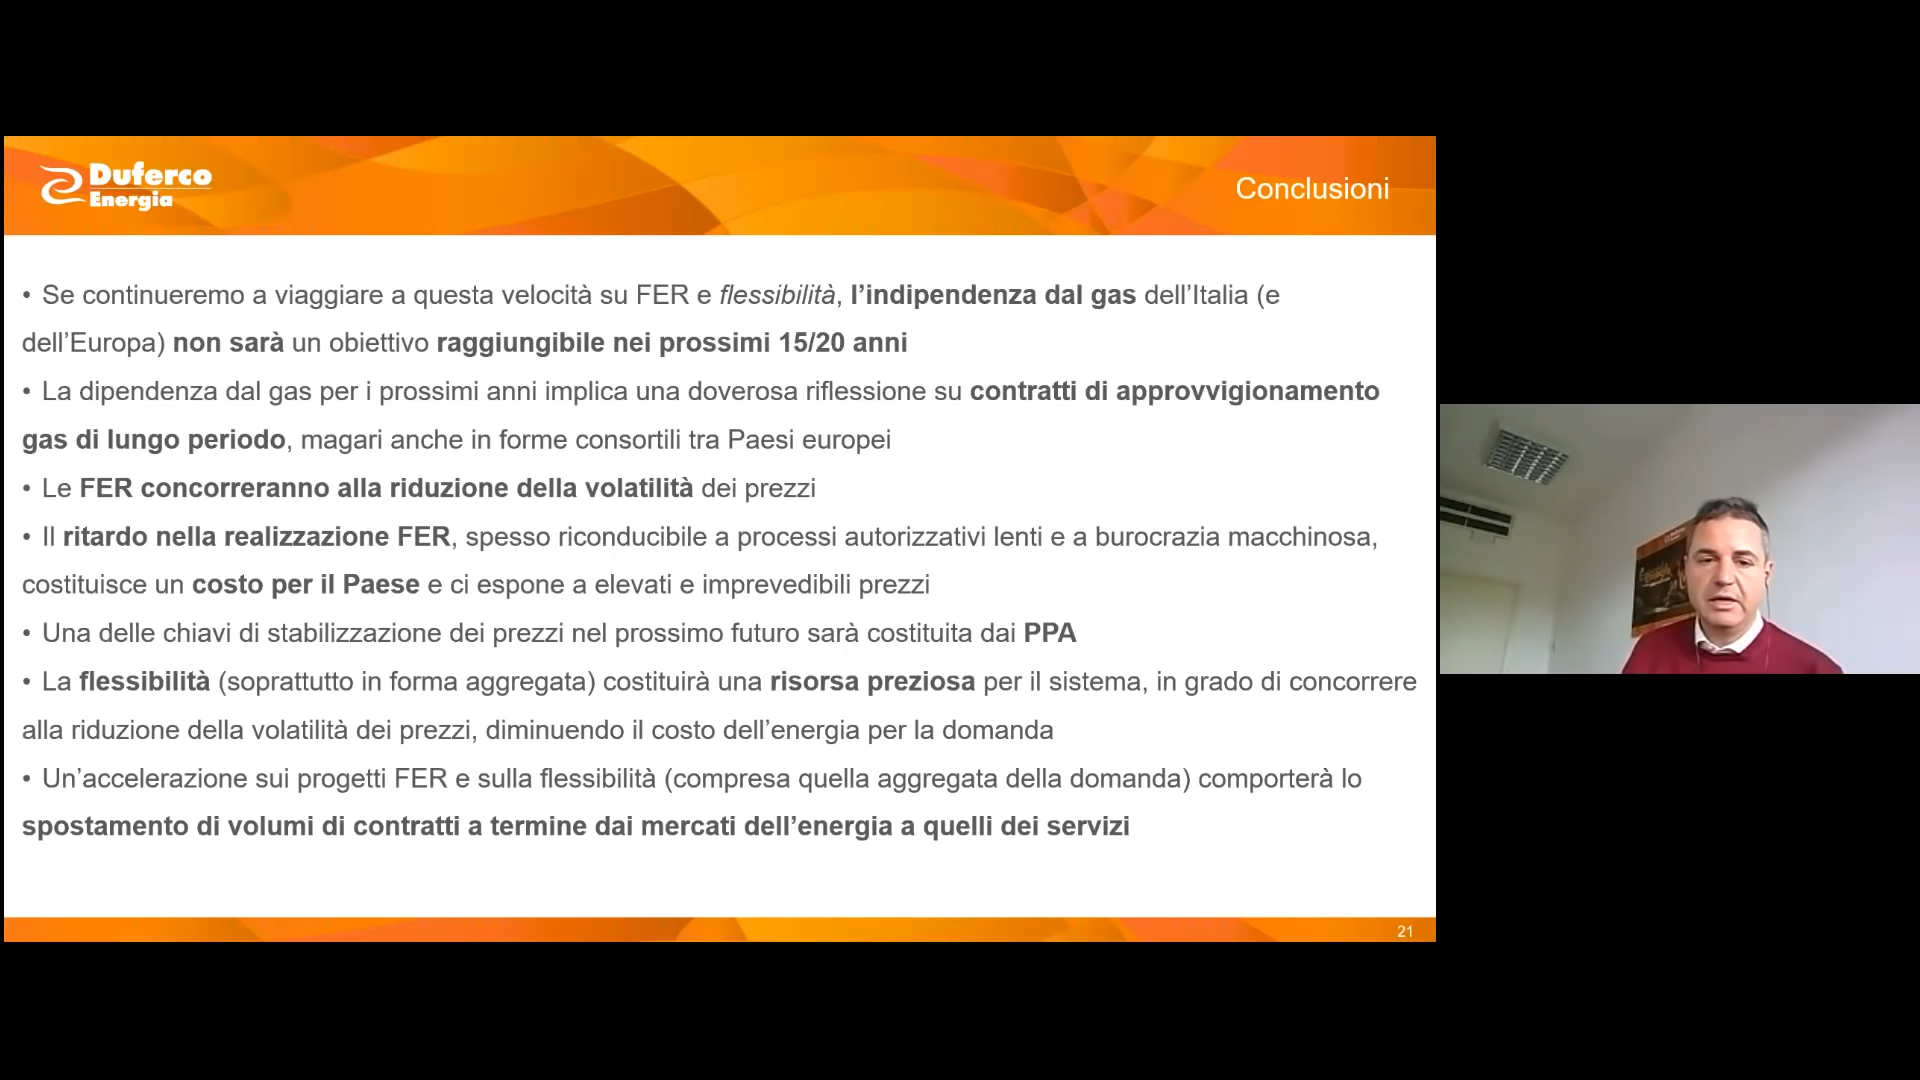 Duferco
Energia
Conclusioni
• Se continueremo a viaggiare a questa velocità su FER e flessibilità, l’indipendenza dal gas dell’Italia (e
dell’Europa) non sarà un obiettivo raggiungibile nei prossimi 15/20 anni
• La dipendenza dal gas per i prossimi anni implica una doverosa riflessione su contratti di approvvigionamento
gas di lungo periodo, magari anche in forme consortili tra Paesi europei
• Le FER concorreranno alla riduzione della volatilità dei prezzi
• Il ritardo nella realizzazione FER, spesso riconducibile a processi autorizzativi lenti e a burocrazia macchinosa,
costituisce un costo per il Paese e ci espone a elevati e imprevedibili prezzi
• Una delle chiavi di stabilizzazione dei prezzi nel prossimo futuro sarà costituita dai PPA
• La flessibilità (soprattutto in forma aggregata) costituirà una risorsa preziosa per il sistema, in grado di concorrere
alla riduzione della volatilità dei prezzi, diminuendo il costo dell’energia per la domanda
• Un’accelerazione sui progetti FER e sulla flessibilità (compresa quella aggregata della domanda) comporterà lo
spostamento di volumi di contratti a termine dai mercati dell’energia a quelli dei servizi
21